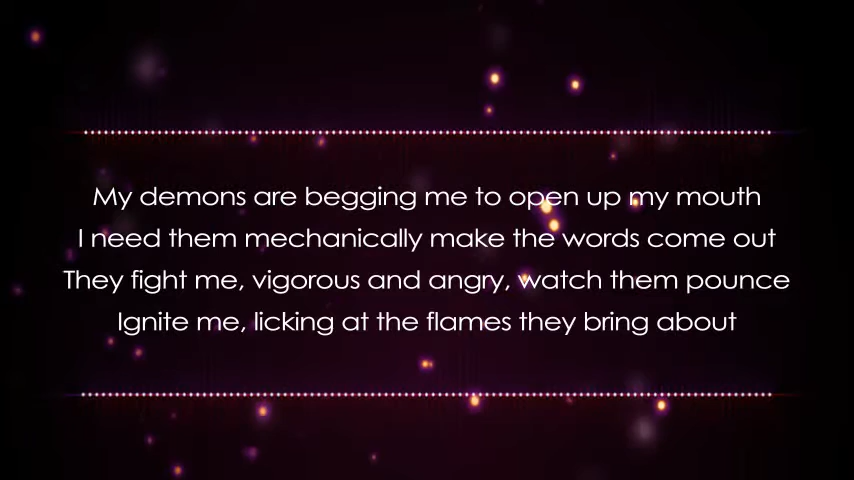 My demons are begging me to open up my mouth
I need them mechanically make the words come out
They fight me, vigorous and angry, watch them pounce
Ignite me, licking at the flames they bring about